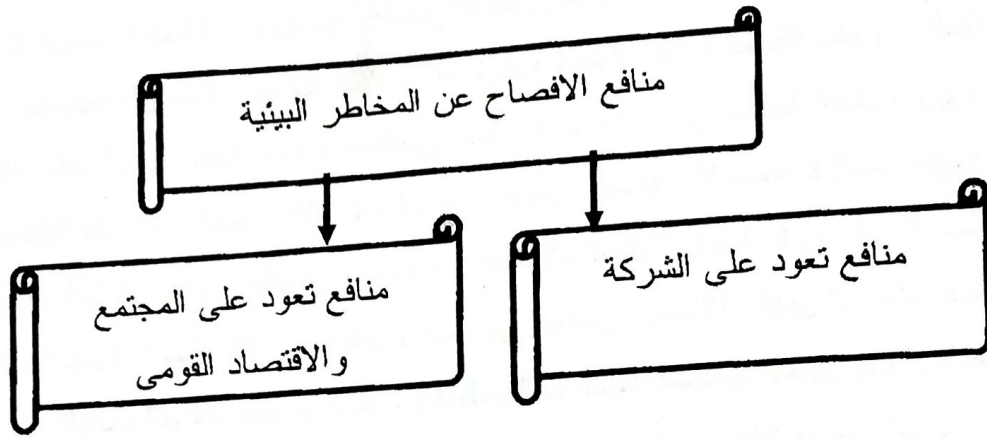 منافع الافصاح عن المخاطر البيئية
منافع تعود على الشركة
منافع تعود على المجتمع
والاقتصاد القومى